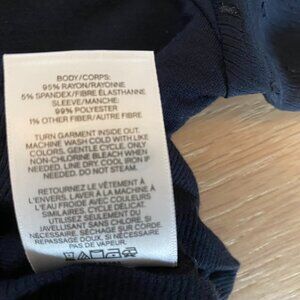 BODY/CORPS:
95% RAYON/RAYONNE
5% SPANDEX/FIBRE ÉLASTHANNE
SLEEVE/MANCHE:
99% POLYESTER
1% OTHER FIBER/AUTRE FIBRE
TURN GARMENT INSIDE OUT.
MACHINE WASH COLD WITH LIKE
COLORS, GENTLE CYCLE. ONLY
NON-CHLORINE BLEACH WHEN
NEEDED. LINE DRY. COOL IRON IF
NEEDED. DO NOT STEAM.
RETOURNEZ LE VÊTEMENT À
L'ENVERS. LAVER À LA MACHINE À
L'EAU FROIDE AVEC COULEURS
SIMILAIRES, CYCLE DÉLICAT.
UTILISEZ SEULEMENT DU
JAVELLISANT SANS CHLORE, SI
NÉCESSAIRE. SÉCHER SUR CORDE.
REPASSAGE DOUX, SI NÉCESSAIRE.
PAS DE VAPEUR.